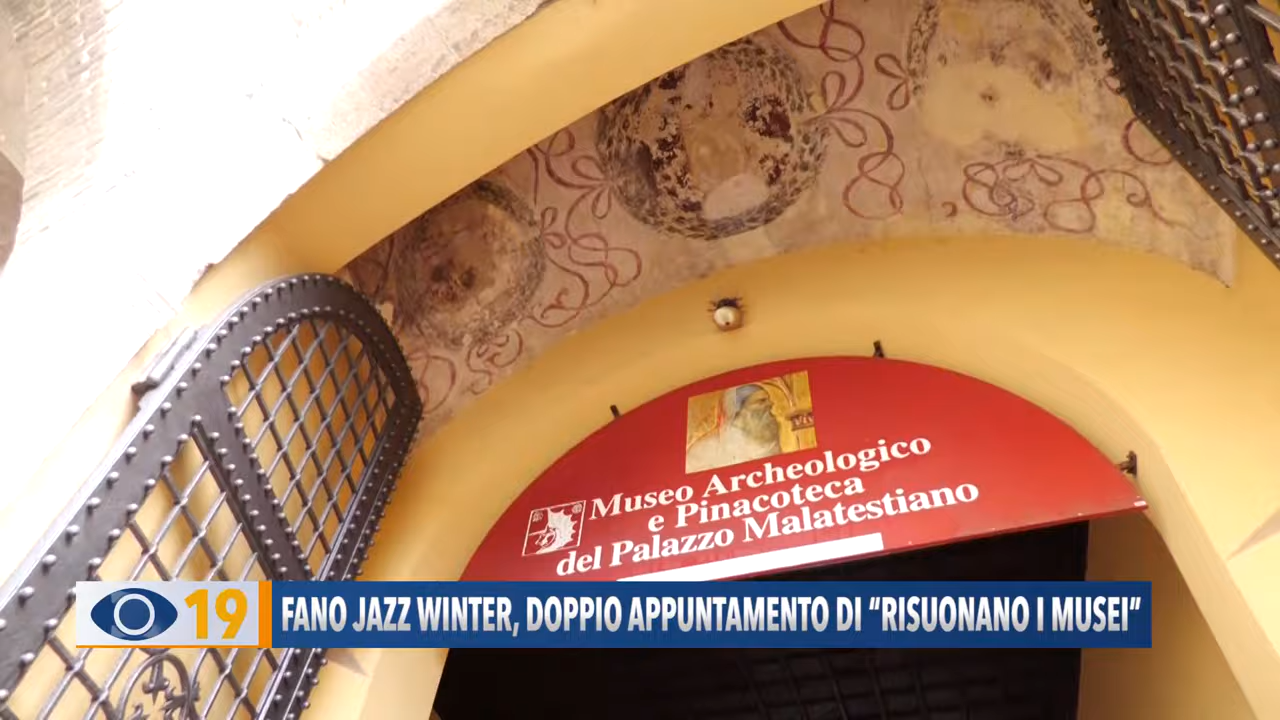 Museo Archeologico
e Pinacoteca
del Palazzo Malatestiano
19 FANO JAZZ WINTER, DOPPIO APPUNTAMENTO DI “RISUONANO I MUSEI”